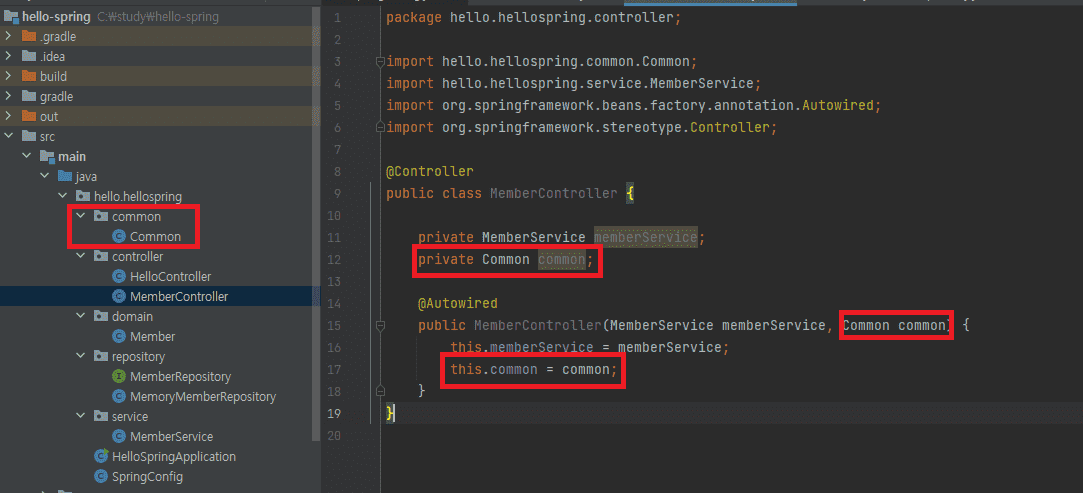 hello-spring C:\study\hello-spring
.gradle
.idea
build
gradle
out
src
main
java
hello.hellospring
common
Common
controller
HelloController
MemberController
domain
Member
repository
MemberRepository
MemoryMemberRepository
service
MemberService
HelloSpringApplication
SpringConfig
1 package hello.hellospring.controller;
2
3 import hello.hellospring.common.Common;
4 import hello.hellospring.service.MemberService;
5 import org.springframework.beans.factory.annotation.Autowired;
6 import org.springframework.stereotype.Controller;
7
8 @Controller
9 public class MemberController {
10
11 private MemberService memberService;
12 private Common common;
13
14 @Autowired
15 public MemberController(MemberService memberService, Common common) {
16 this.memberService = memberService;
17 this.common = common;
18 }
19 }
20